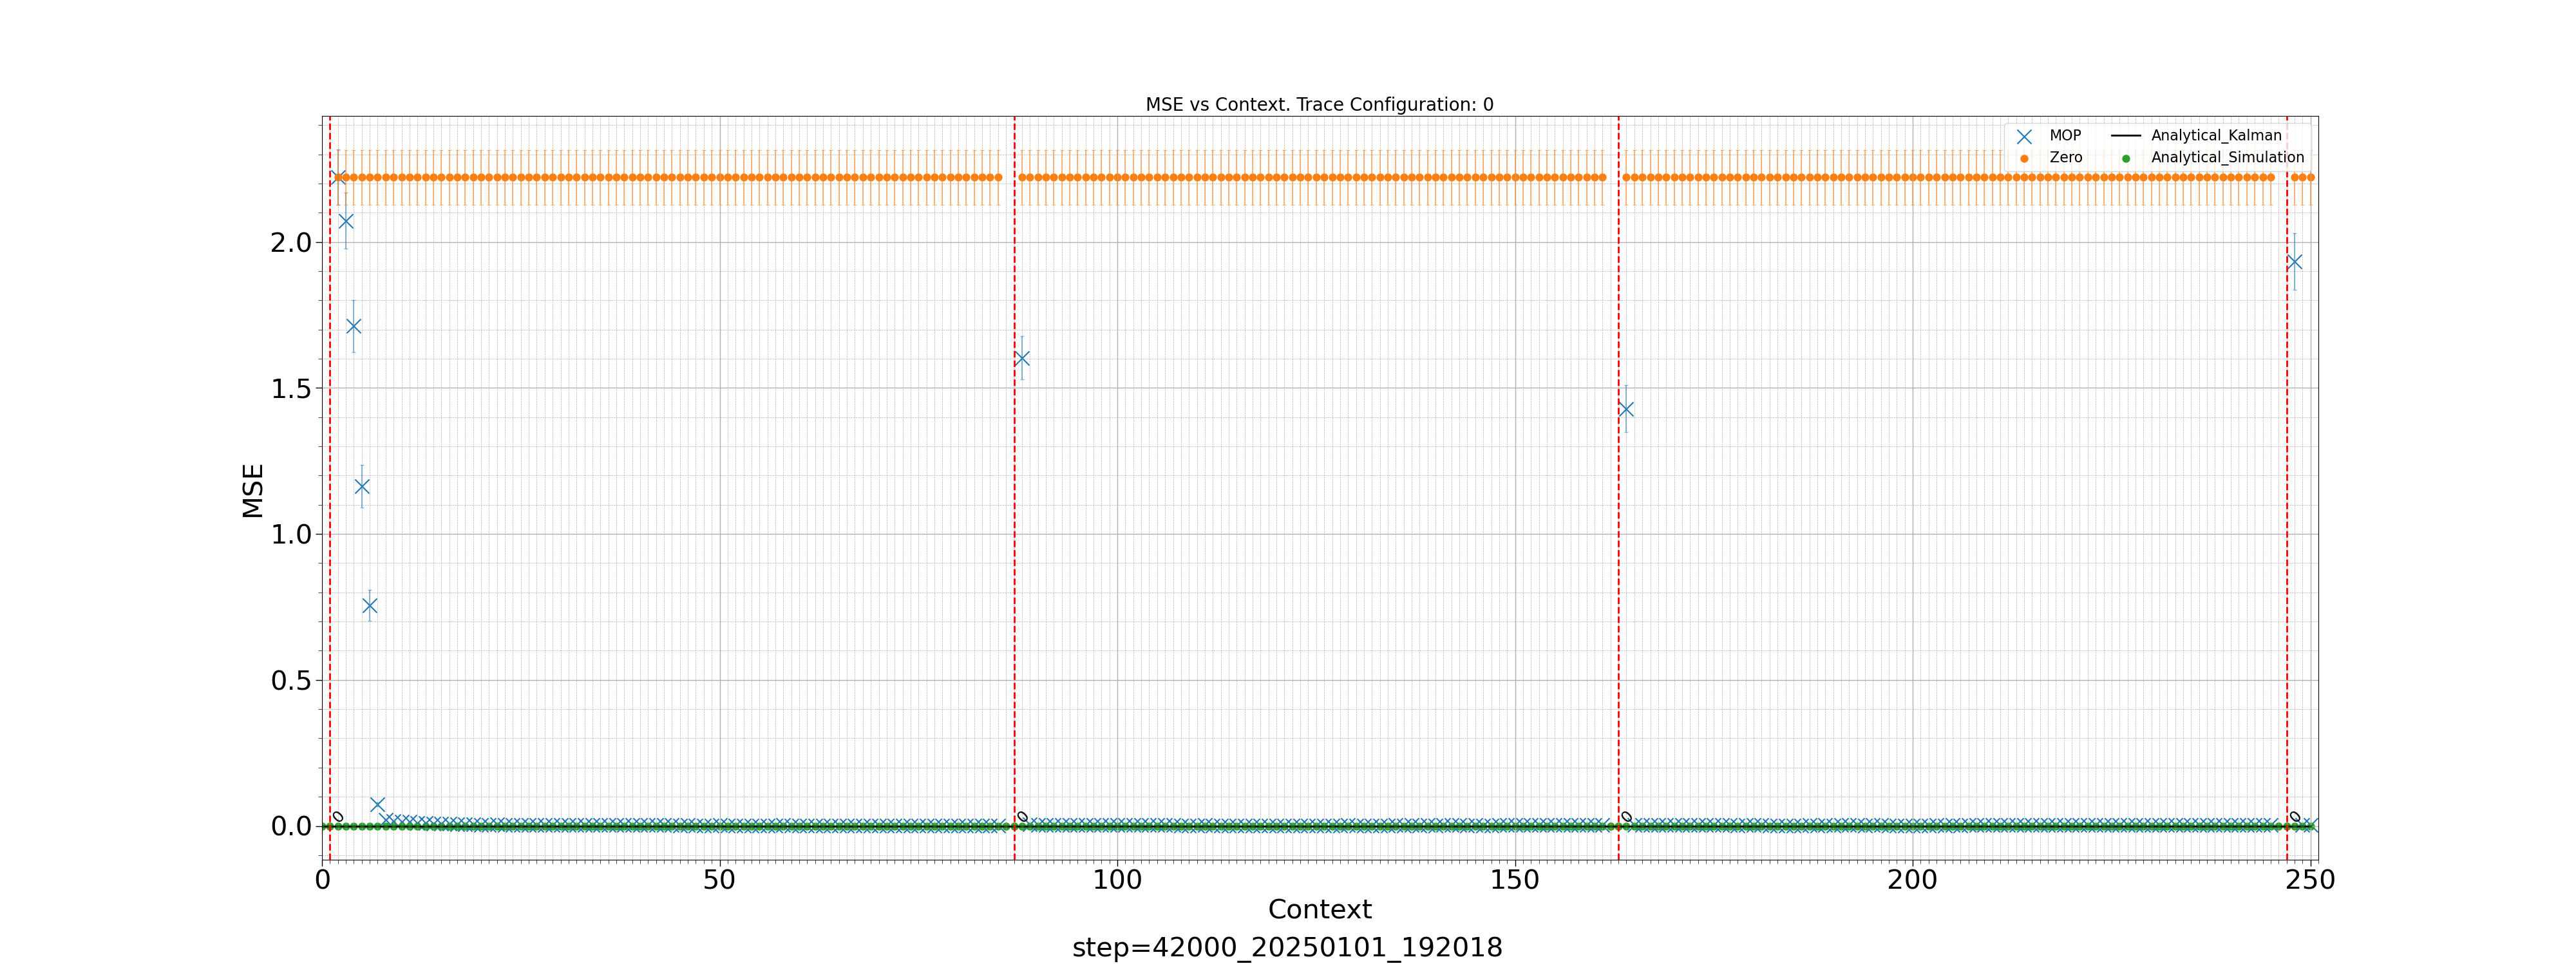 MSE vs Context. Trace Configuration: 0
MOP
Zero
Analytical_Kalman
Analytical_Simulation
MSE
2.0
1.5
1.0
0.5
0.0
0
0
0
0
0
50
100
150
200
250
Context
step=42000_20250101_192018